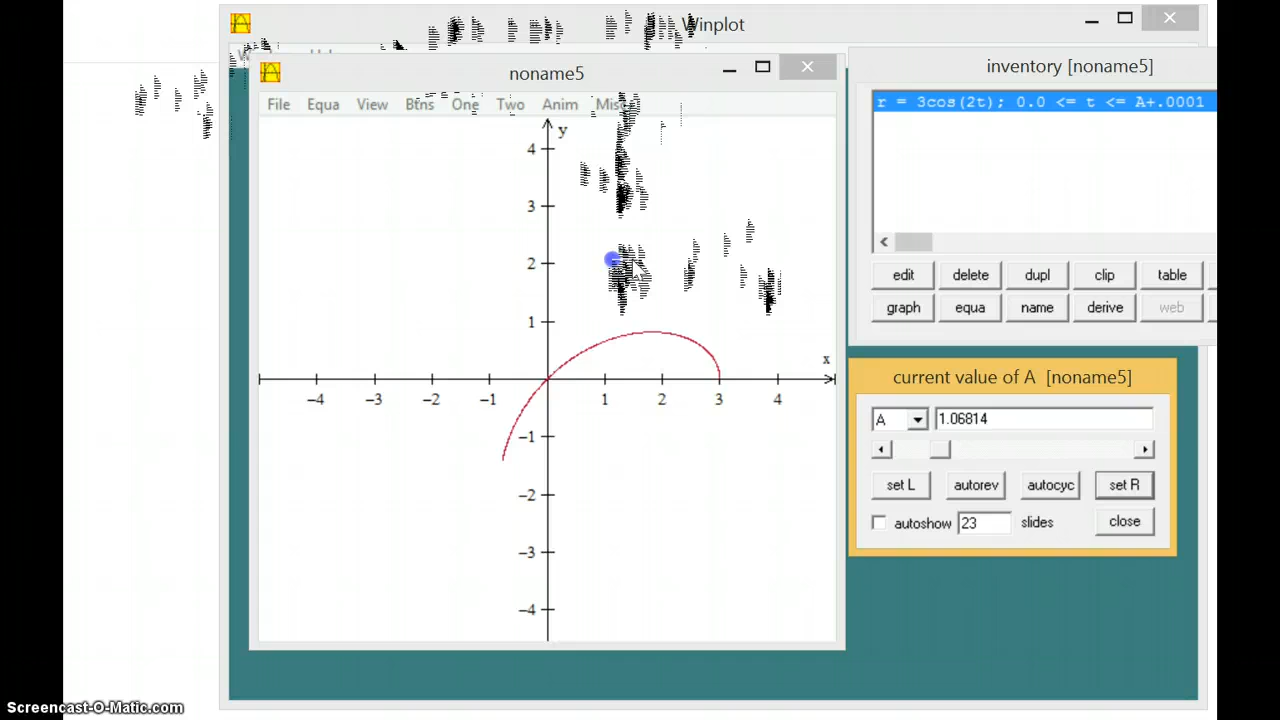 Winplot
noname5
File Equa View Btns One Two Anim Misc
y
4
3
2
1
x
−4 −3 −2 −1 1 2 3 4
−1
−2
−3
−4
inventory [noname5]
r = 3cos(2t); 0.0 <= t <= A+.0001
edit delete dupl clip table
graph equa name derive web
current value of A [noname5]
A 1.06814
set L autorev autocyc set R
autoshow 23 slides close
Screencast-O-Matic.com